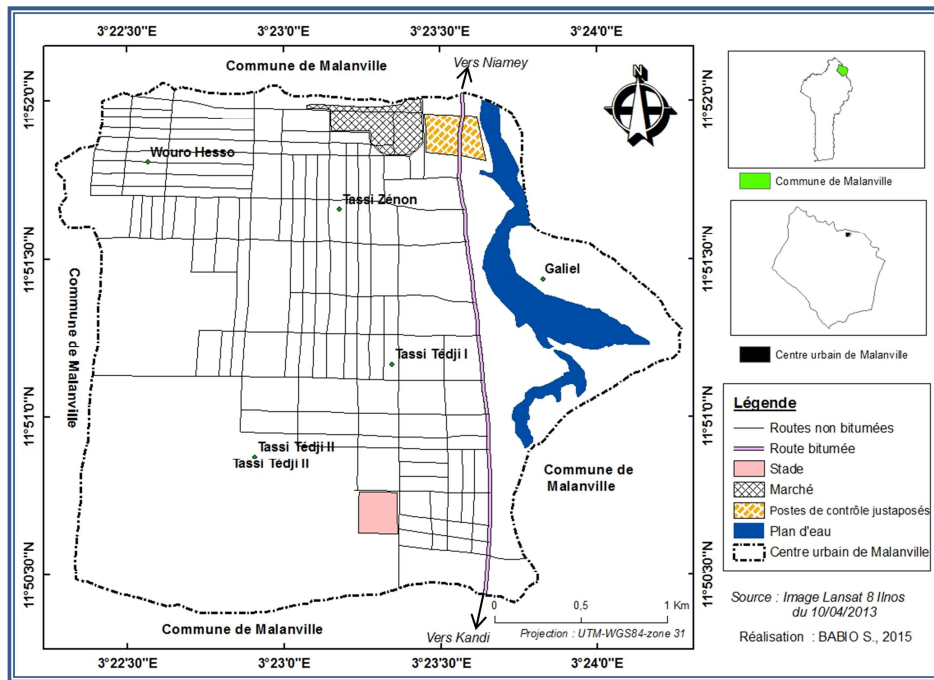 3°22'30"E
3°23'0"E
3°23'30"E
3°24'0"E
Vers Niamey
Commune de Malanville
N
11°52'0"N
11°52'0"N
Wouro Hesso
Tassi Zénon
Commune de Malanville
11°51'30"N
11°51'30"N
Galiel
Commune de Malanville
Centre urbain de Malanville
Tassi Tédji I
11°51'0"N
11°51'0"N
Tassi Tédji II
Tassi Tédji II
Commune de
Malanville
Légende
Routes non bitumées
Route bitumée
Stade
Marché
Postes de contrôle justaposés
Plan d'eau
Centre urbain de Malanville
11°50'30"N
11°50'30"N
0 0,5 1 Km
Projection : UTM-WGS84-zone 31
Commune de Malanville
Vers Kandi
Source : Image Lansat 8 IInos
du 10/04/2013
Réalisation : BABIO S., 2015
3°22'30"E
3°23'0"E
3°23'30"E
3°24'0"E